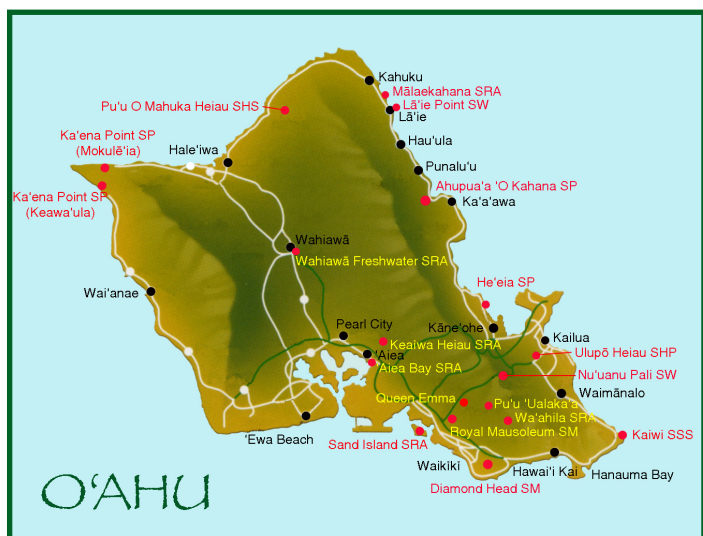 Kahuku
Mālaekahana SRA
Pu'u O Mahuka Heiau SHS
Lā'ie Point SW
Lā'ie
Ka'ena Point SP
(Mokulē'ia)
Hale'iwa
Hau'ula
Punalu'u
Ka'ena Point SP
(Keawa'ula)
Ahupua'a 'O Kahana SP
Ka'a'awa
Wahiawā
Wahiawā Freshwater SRA
He'eia SP
Wai'anae
Pearl City
Kāne'ohe
Kailua
Keaīwa Heiau SRA
'Aiea
Ulupō Heiau SHP
Aiea Bay SRA
Nu'uanu Pali SW
Queen Emma
Waimānalo
Pu'u 'Ualaka'a
Wa'ahila SRA
'Ewa Beach
Sand Island SRA
Royal Mausoleum SM
Kaiwi SSS
Waikīkī
Hawai'i Kai
Hanauma Bay
Diamond Head SM
O'AHU